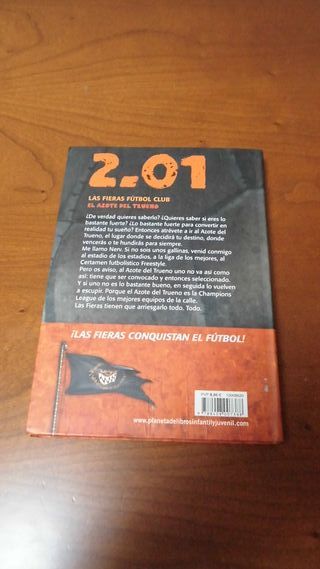 2.01
LAS FIERAS FÚTBOL CLUB
EL AZOTE DEL TRUENO
¿De verdad quieres saberlo? ¿Quieres saber si eres lo
bastante fuerte? ¿Lo bastante fuerte para convertir en
realidad tu sueño? Entonces atrévete a ir al Azote del
Trueno, el lugar donde se decidirá tu destino, donde
vencerás o te hundirás para siempre.
Me llamo Nerv. Si no sois unos gallinas, venid conmigo
al estadio de los estadios, a la liga de los mejores, al
Certamen futbolístico Freestyle.
Pero os aviso, al Azote del Trueno uno no va así como
así: tiene que ser convocado y entonces seleccionado.
Y si uno no es lo bastante bueno, en seguida lo vuelven
a escupir. Porque el Azote del Trueno es la Champions
League de los mejores equipos de la calle.
Las Fieras tienen que arriesgarlo todo. Todo.
¡LAS FIERAS CONQUISTAN EL FÚTBOL!
PVP 8,95 €
www.planetadelibrosinfantilyjuvenil.com